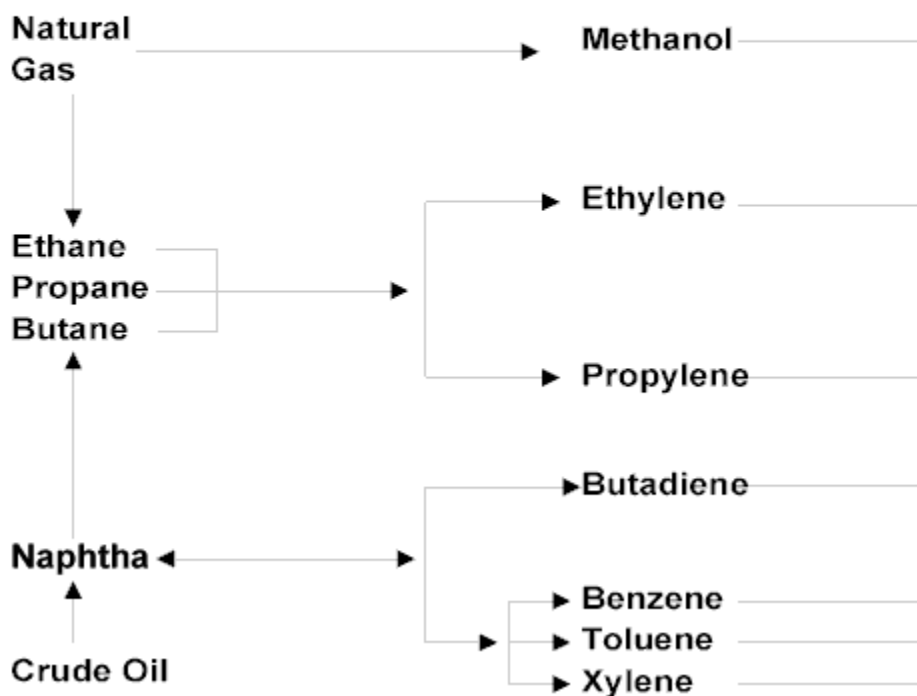 Natural
Gas
Methanol
Ethylene
Ethane
Propane
Butane
Propylene
Butadiene
Naphtha
Benzene
Toluene
Crude Oil
Xylene